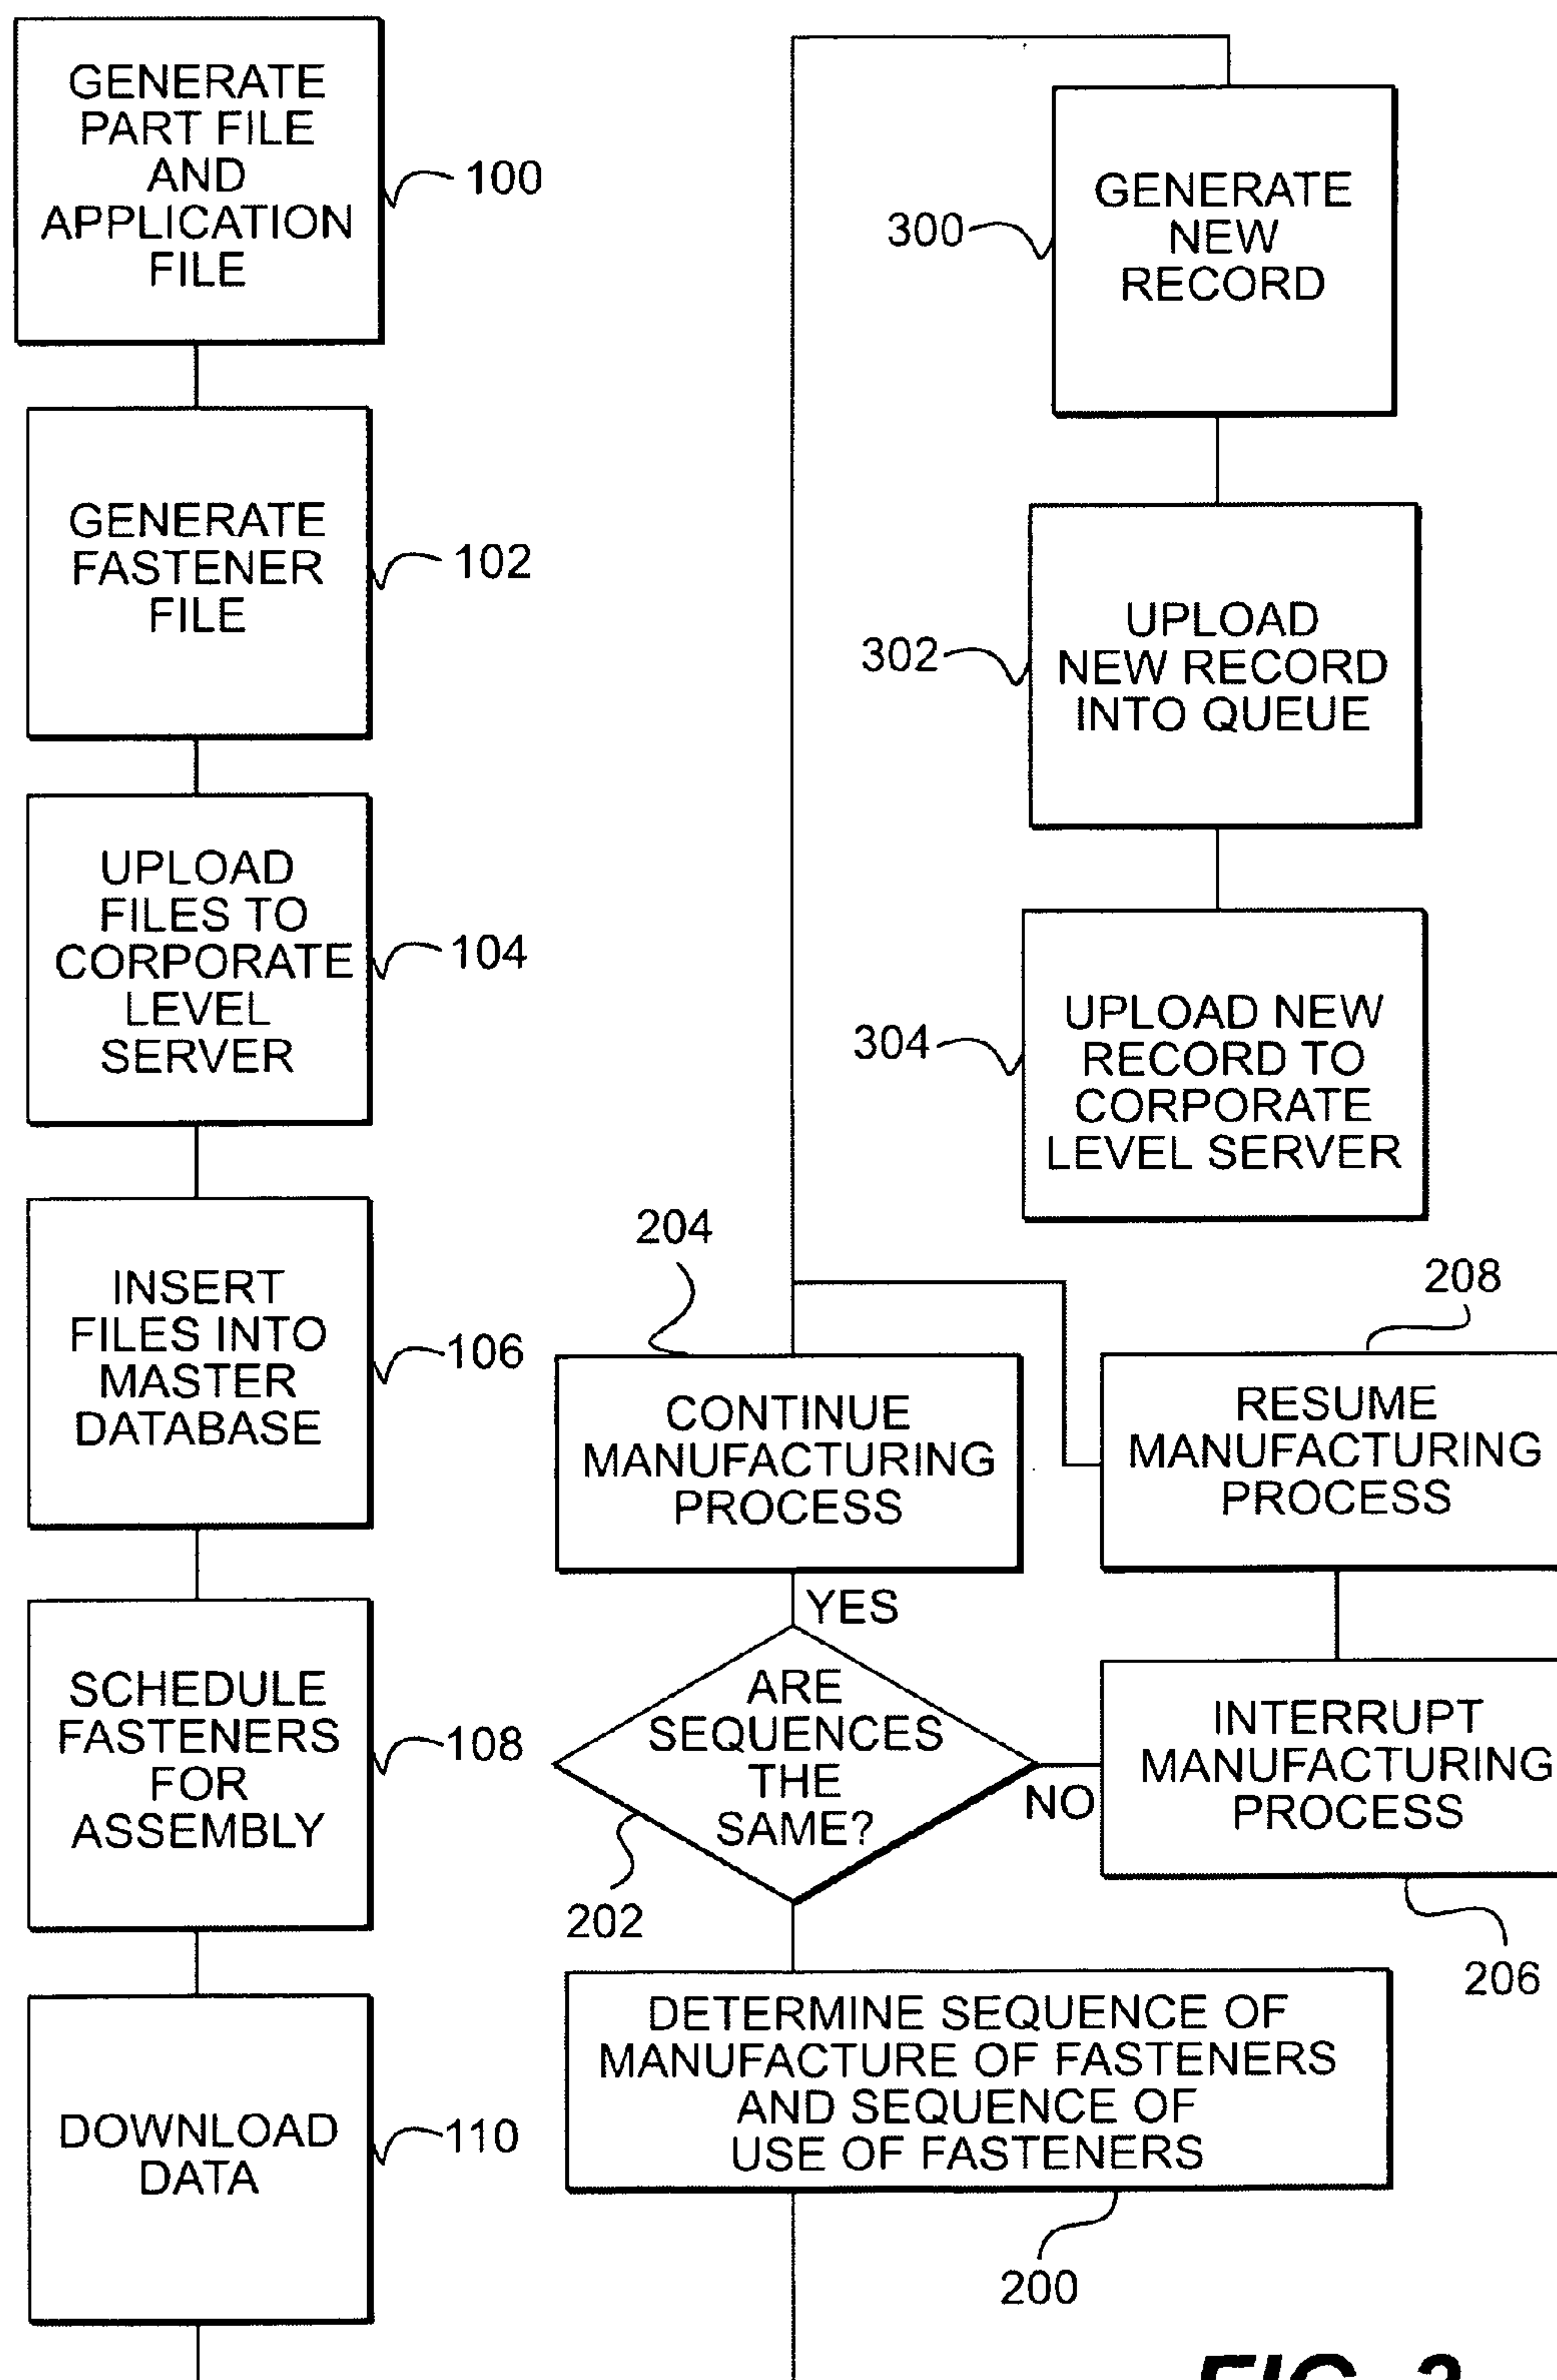 GENERATE
PART FILE
AND
APPLICATION
FILE
100
GENERATE
FASTENER
FILE
102
UPLOAD
FILES TO
CORPORATE
LEVEL
SERVER
104
INSERT
FILES INTO
MASTER
DATABASE
106
SCHEDULE
FASTENERS
FOR
ASSEMBLY
108
DOWNLOAD
DATA
110
GENERATE
NEW
RECORD
300
UPLOAD
NEW RECORD
INTO QUEUE
302
UPLOAD NEW
RECORD TO
CORPORATE
LEVEL SERVER
304
204
CONTINUE
MANUFACTURING
PROCESS
208
RESUME
MANUFACTURING
PROCESS
YES
ARE
SEQUENCES
THE
SAME?
202
NO
INTERRUPT
MANUFACTURING
PROCESS
206
DETERMINE SEQUENCE OF
MANUFACTURE OF FASTENERS
AND SEQUENCE OF
USE OF FASTENERS
200